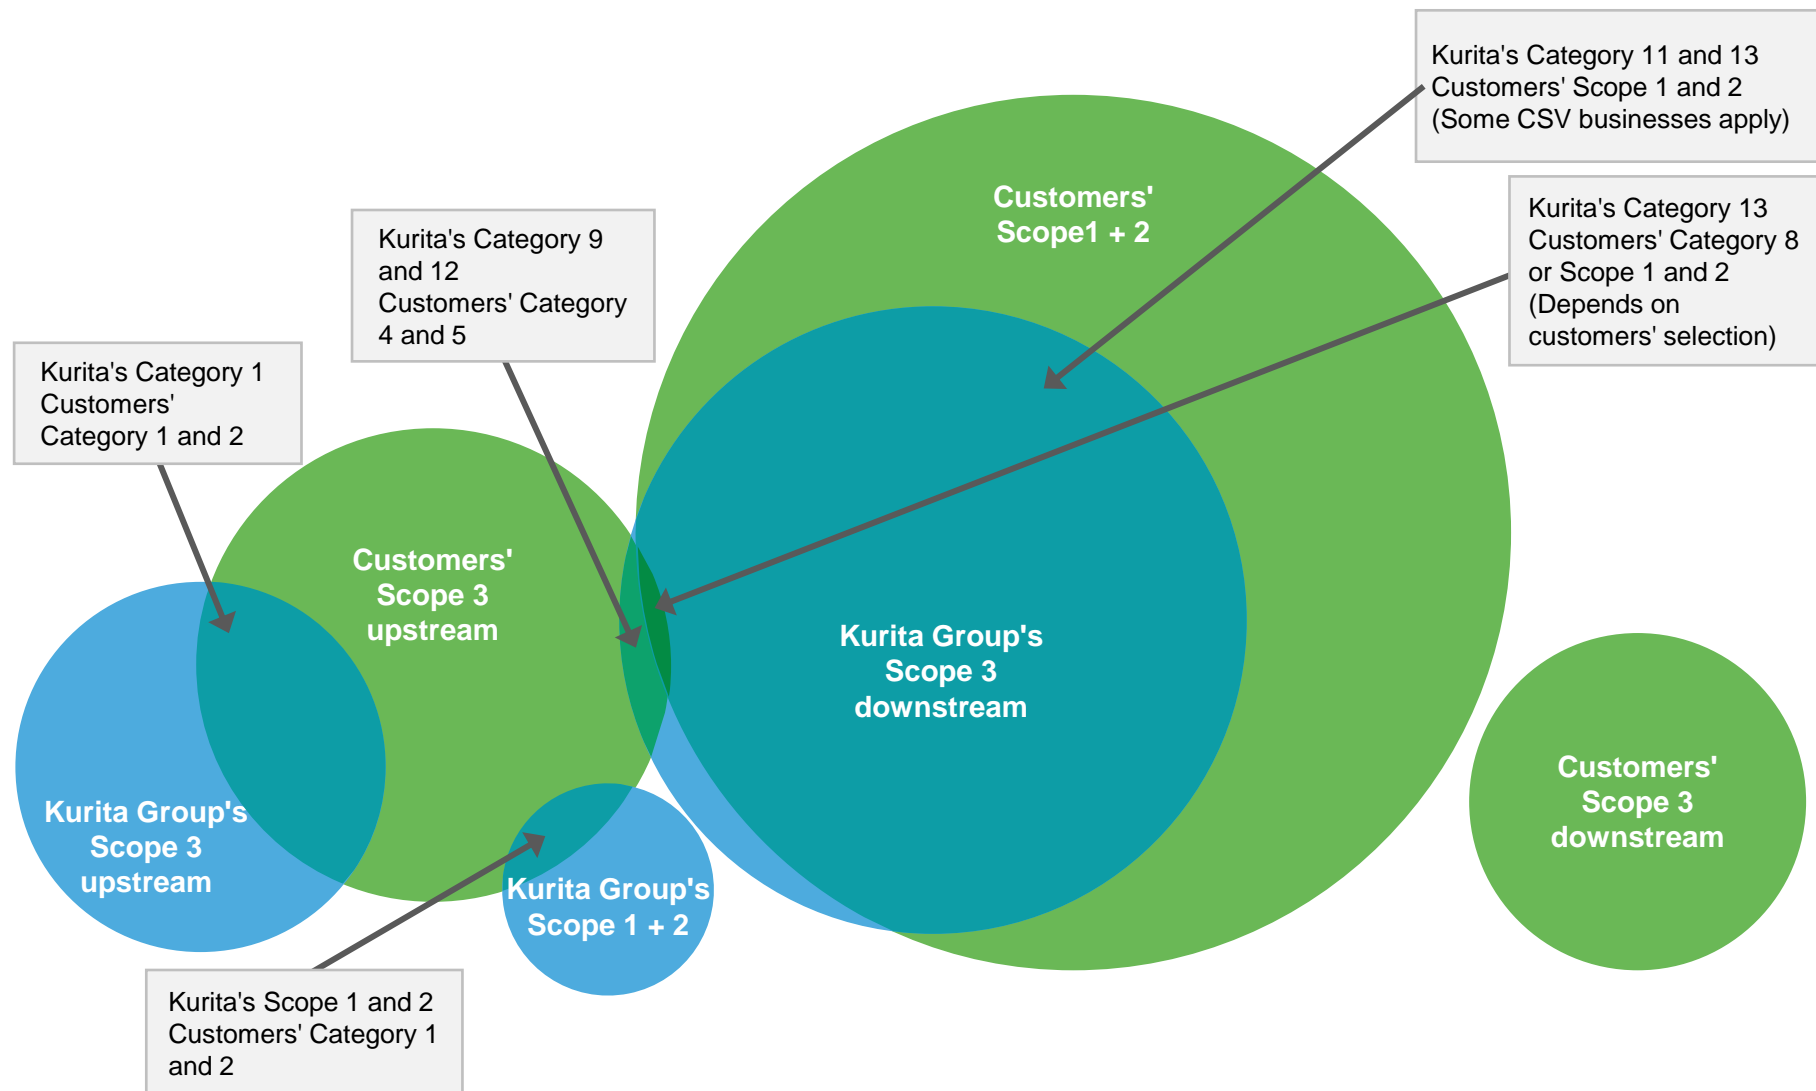 Kurita's Category 11 and 13
Customers' Scope 1 and 2
(Some CSV businesses apply)
Customers'
Scope1 + 2
Kurita's Category 13
Customers' Category 8
or Scope 1 and 2
(Depends on
customers' selection)
Kurita's Category 9
and 12
Customers' Category
4 and 5
Kurita's Category 1
Customers'
Category 1 and 2
Customers'
Scope 3
upstream
Kurita Group's
Scope 3
downstream
Customers'
Scope 3
downstream
Kurita Group's
Scope 3
upstream
Kurita Group's
Scope 1 + 2
Kurita's Scope 1 and 2
Customers' Category 1
and 2